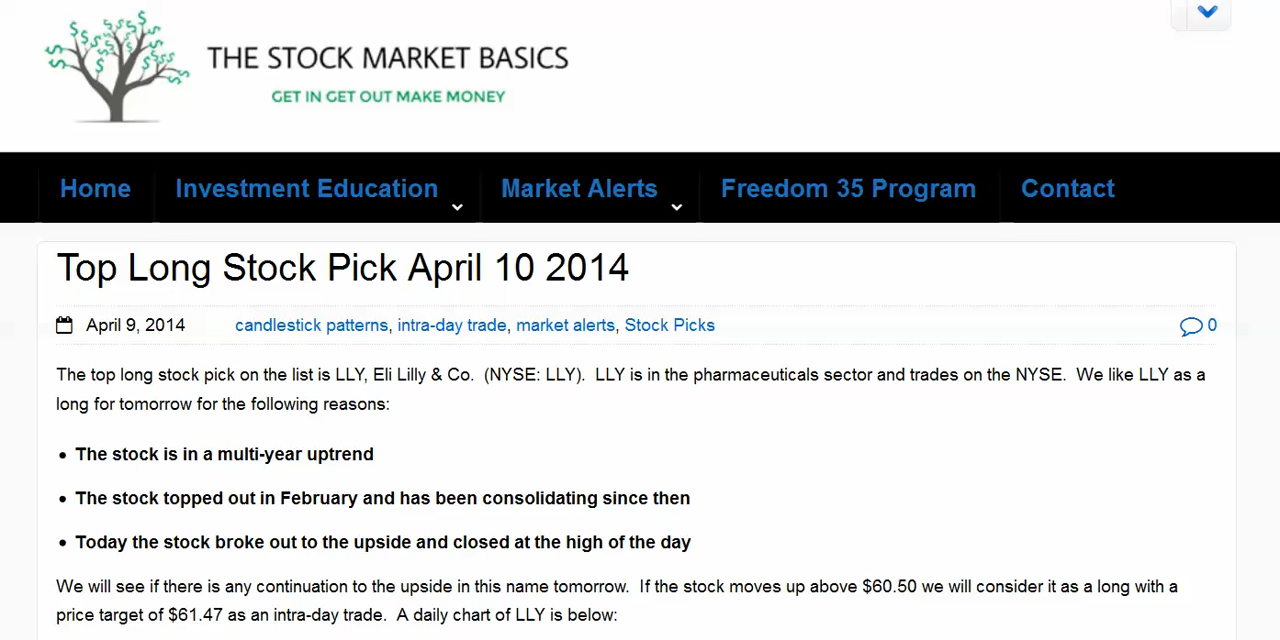 THE STOCK MARKET BASICS
GET IN GET OUT MAKE MONEY
Home Investment Education Market Alerts Freedom 35 Program Contact
Top Long Stock Pick April 10 2014
April 9, 2014 candlestick patterns, intra-day trade, market alerts, Stock Picks 0
The top long stock pick on the list is LLY, Eli Lilly & Co. (NYSE: LLY). LLY is in the pharmaceuticals sector and trades on the NYSE. We like LLY as a
long for tomorrow for the following reasons:
• The stock is in a multi-year uptrend
• The stock topped out in February and has been consolidating since then
• Today the stock broke out to the upside and closed at the high of the day
We will see if there is any continuation to the upside in this name tomorrow. If the stock moves up above $60.50 we will consider it as a long with a
price target of $61.47 as an intra-day trade. A daily chart of LLY is below: